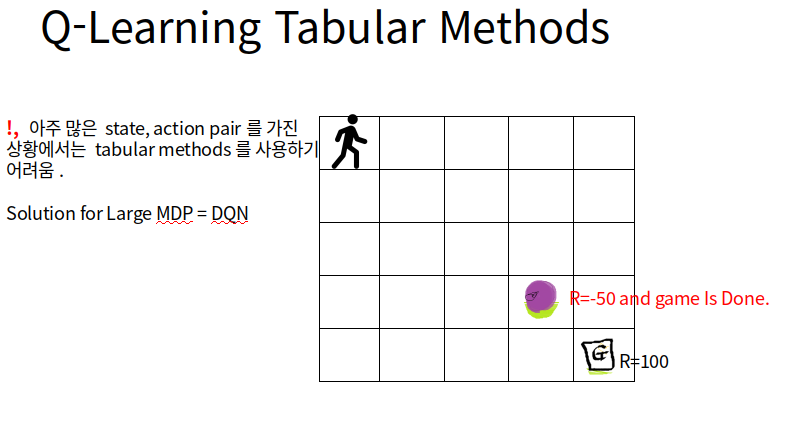 Q-Learning Tabular Methods
!, 아주 많은 state, action pair 를 가진
상황에서는 tabular methods 를 사용하기
어려움 .
Solution for Large MDP = DQN
R=-50 and game Is Done.
G
R=100